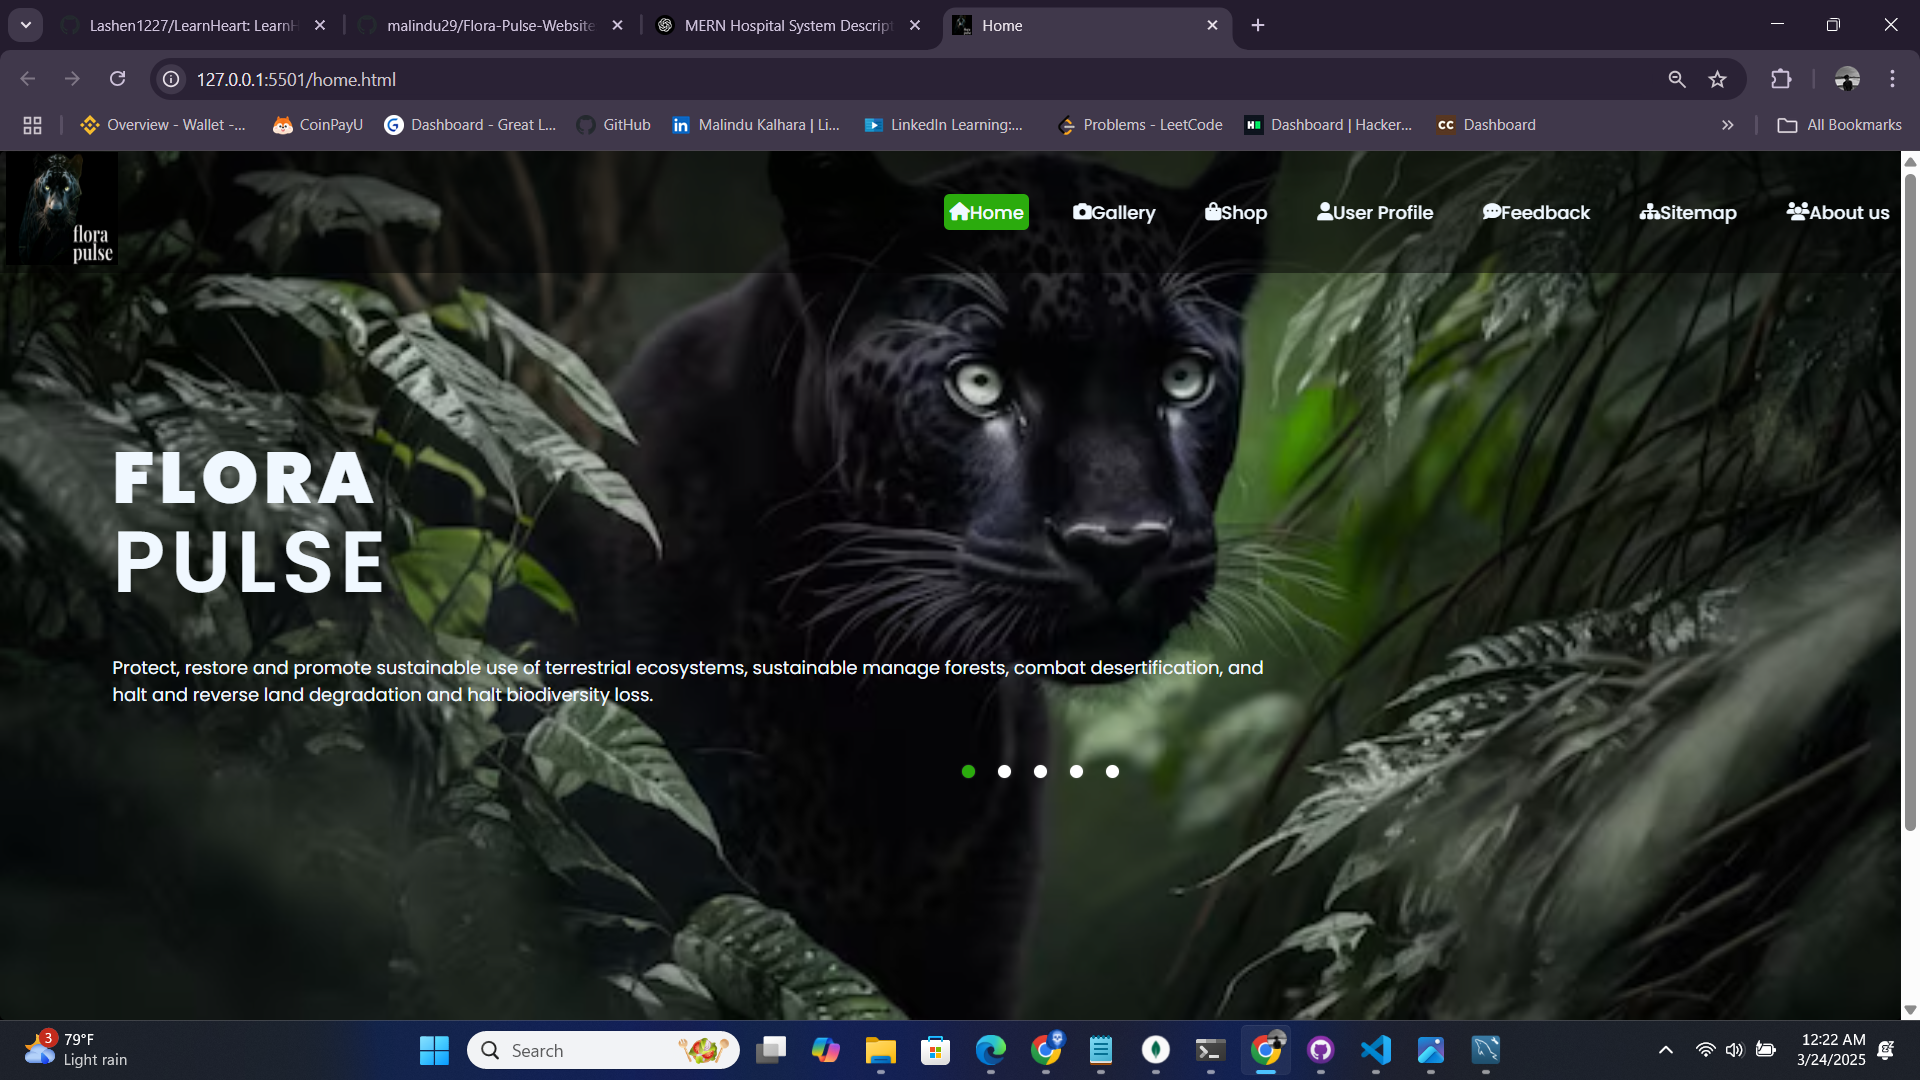 Lashen1227/LearnHeart: LearnH
malindu29/Flora-Pulse-Website
MERN Hospital System Descript
Home
127.0.0.1:5501/home.html
Overview - Wallet -...
CoinPayU
Dashboard - Great L...
GitHub
Malindu Kalhara | Li...
LinkedIn Learning:...
Problems - LeetCode
Dashboard | Hacker...
CC Dashboard
All Bookmarks
flora
pulse
Home
Gallery
Shop
User Profile
Feedback
Sitemap
About us
FLORA
PULSE
Protect, restore and promote sustainable use of terrestrial ecosystems, sustainable manage forests, combat desertification, and
halt and reverse land degradation and halt biodiversity loss.
3
79°F
Light rain
Search
12:22 AM
3/24/2025